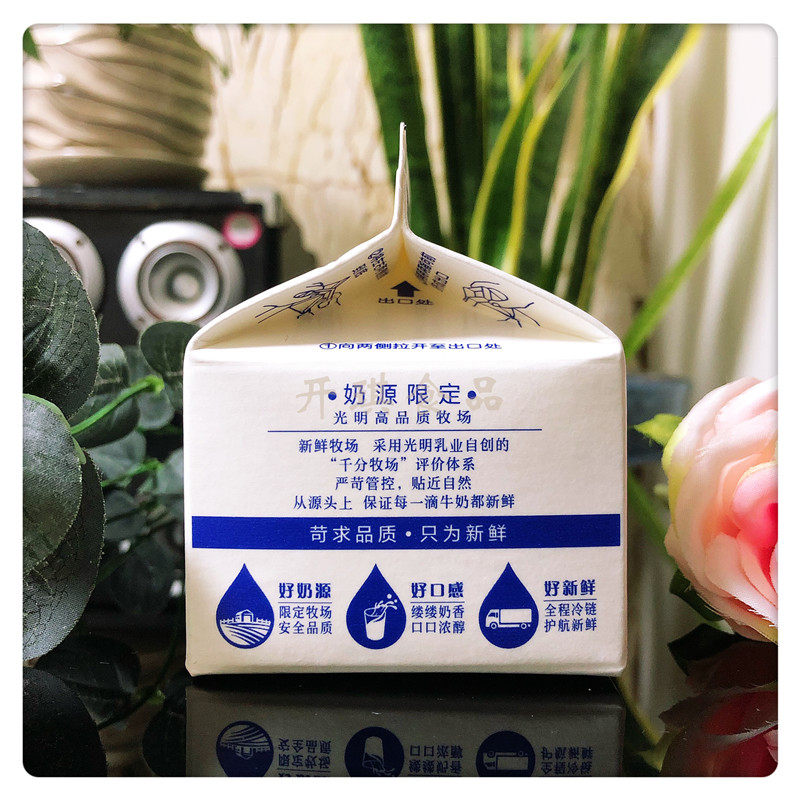 出口处
①向两侧拉开至出口处
开琪食品
•奶源限定•
光明高品质牧场
新鲜牧场 采用光明乳业自创的
“千分牧场”评价体系
严苛管控，贴近自然
从源头上 保证每一滴牛奶都新鲜
苛求品质•只为新鲜
好奶源
限定牧场
安全品质
好口感
缕缕奶香
口口浓醇
好新鲜
全程冷链
护航新鲜